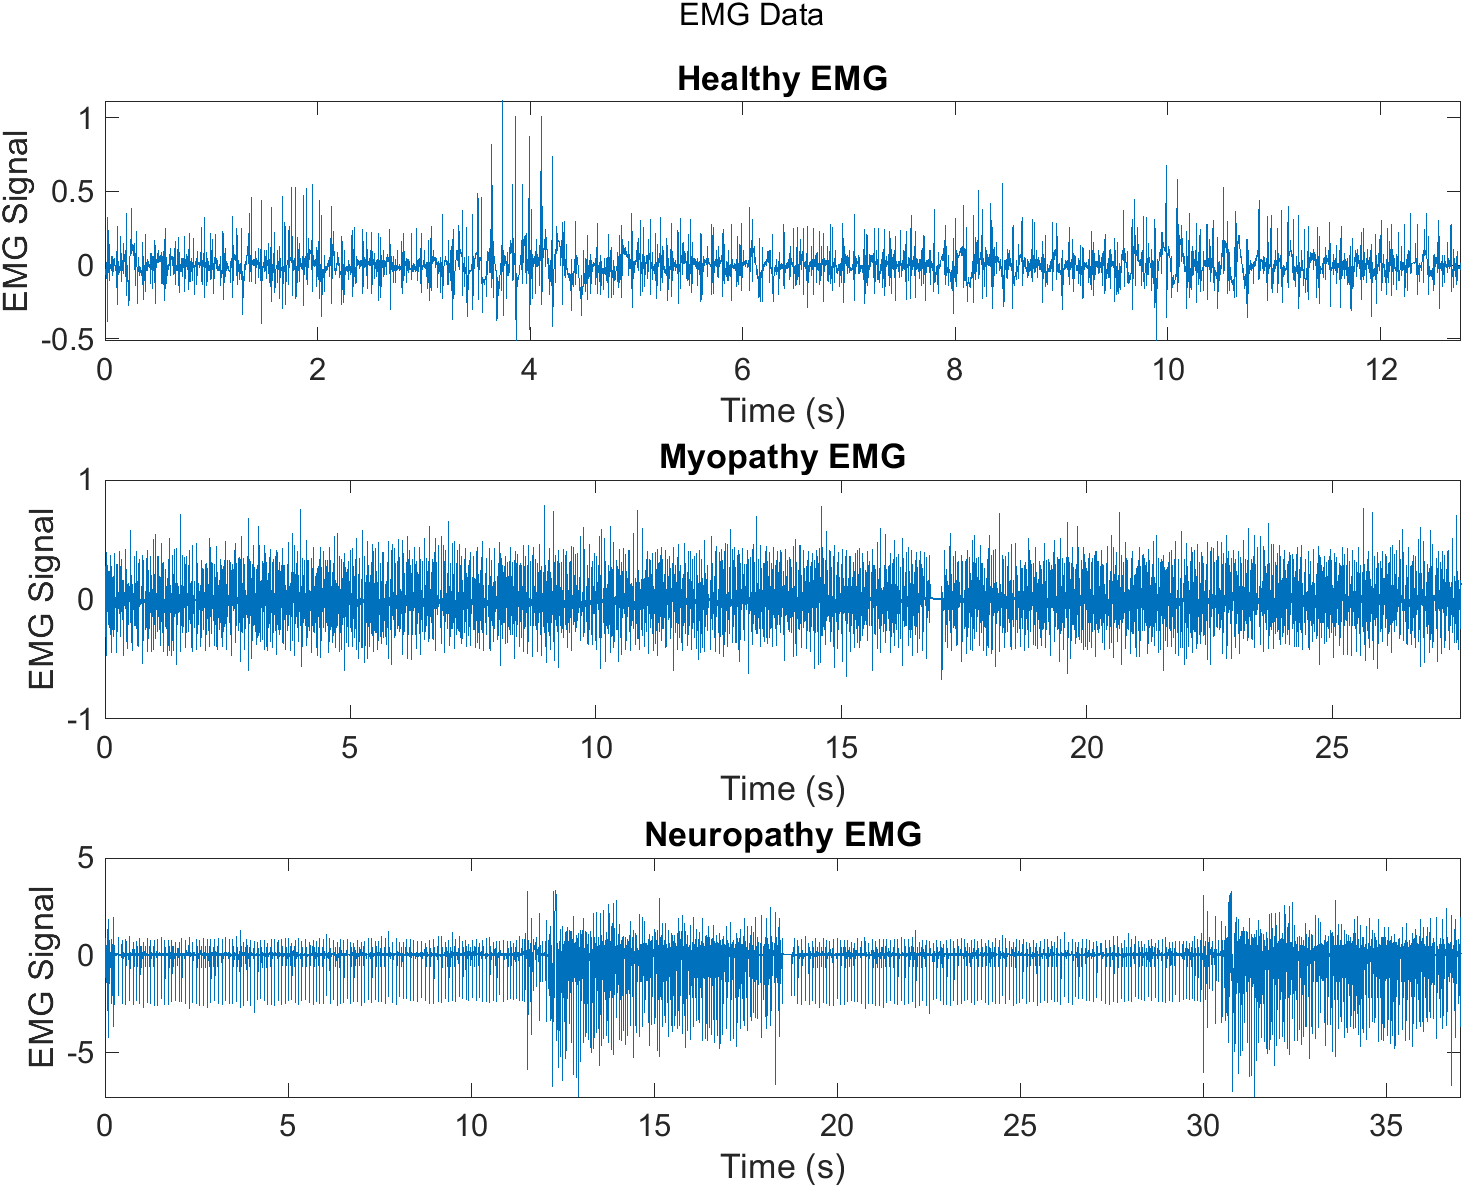 EMG Data
Healthy EMG
EMG Signal
1
0.5
0
-0.5
0 2 4 6 8 10 12
Time (s)
Myopathy EMG
EMG Signal
1
0
-1
0 5 10 15 20 25
Time (s)
Neuropathy EMG
EMG Signal
5
0
-5
0 5 10 15 20 25 30 35
Time (s)